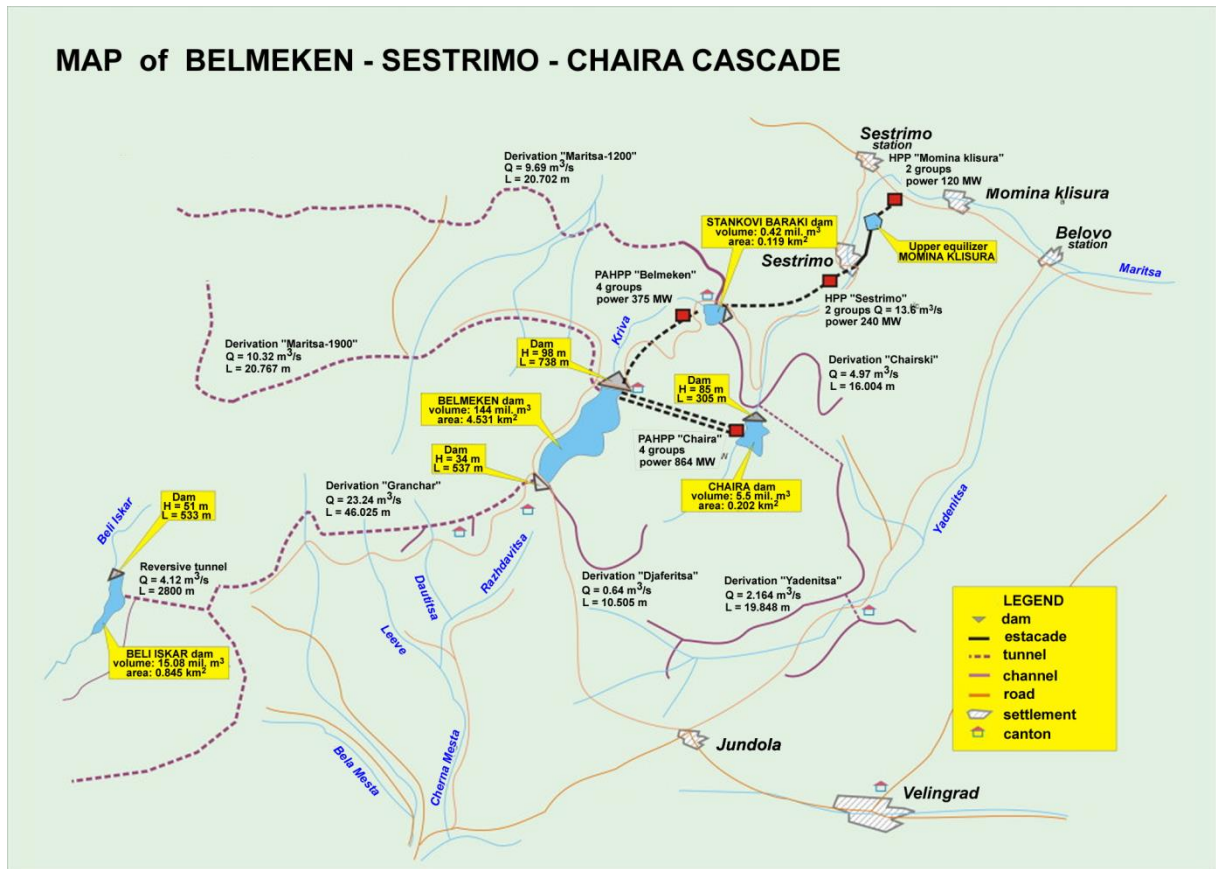 MAP of BELMEKEN - SESTRIMO - CHAIRA CASCADE
Sestrimo
station
HPP "Momina klisura"
2 groups
power 120 MW
Momina klisura
Derivation "Maritsa-1200"
Q = 9.69 m³/s
L = 20.702 m
STANKOVI BARAKI dam
volume: 0.42 mil. m³
area: 0.119 km²
Belovo
station
Upper equilizer
MOMINA KLISURA
Sestrimo
Maritsa
PAHPP "Belmeken"
4 groups
power 375 MW
HPP "Sestrimo"
2 groups Q = 13.6 m³/s
power 240 MW
Kriva
Derivation "Maritsa-1900"
Q = 10.32 m³/s
L = 20.767 m
Dam
H = 98 m
L = 738 m
Derivation "Chairski"
Q = 4.97 m³/s
L = 16.004 m
Dam
H = 85 m
L = 305 m
BELMEKEN dam
volume: 144 mil. m³
area: 4.531 km²
PAHPP "Chaira"
4 groups
power 864 MW
Dam
H = 34 m
L = 537 m
CHAIRA dam
volume: 5.5 mil. m³
area: 0.202 km²
Derivation "Granchar"
Q = 23.24 m³/s
L = 46.025 m
Dam
H = 51 m
L = 533 m
Beli Iskar
Yadenitsa
Reversive tunnel
Q = 4.12 m³/s
L = 2800 m
Dautitsa
Razhdavitsa
Leeve
Derivation "Djaferitsa"
Q = 0.64 m³/s
L = 10.505 m
Derivation "Yadenitsa"
Q = 2.164 m³/s
L = 19.848 m
BELI ISKAR dam
volume: 15.08 mil. m³
area: 0.845 km²
LEGEND
dam
estacade
tunnel
channel
road
settlement
canton
Bela Mesta
Cherna Mesta
Jundola
Velingrad